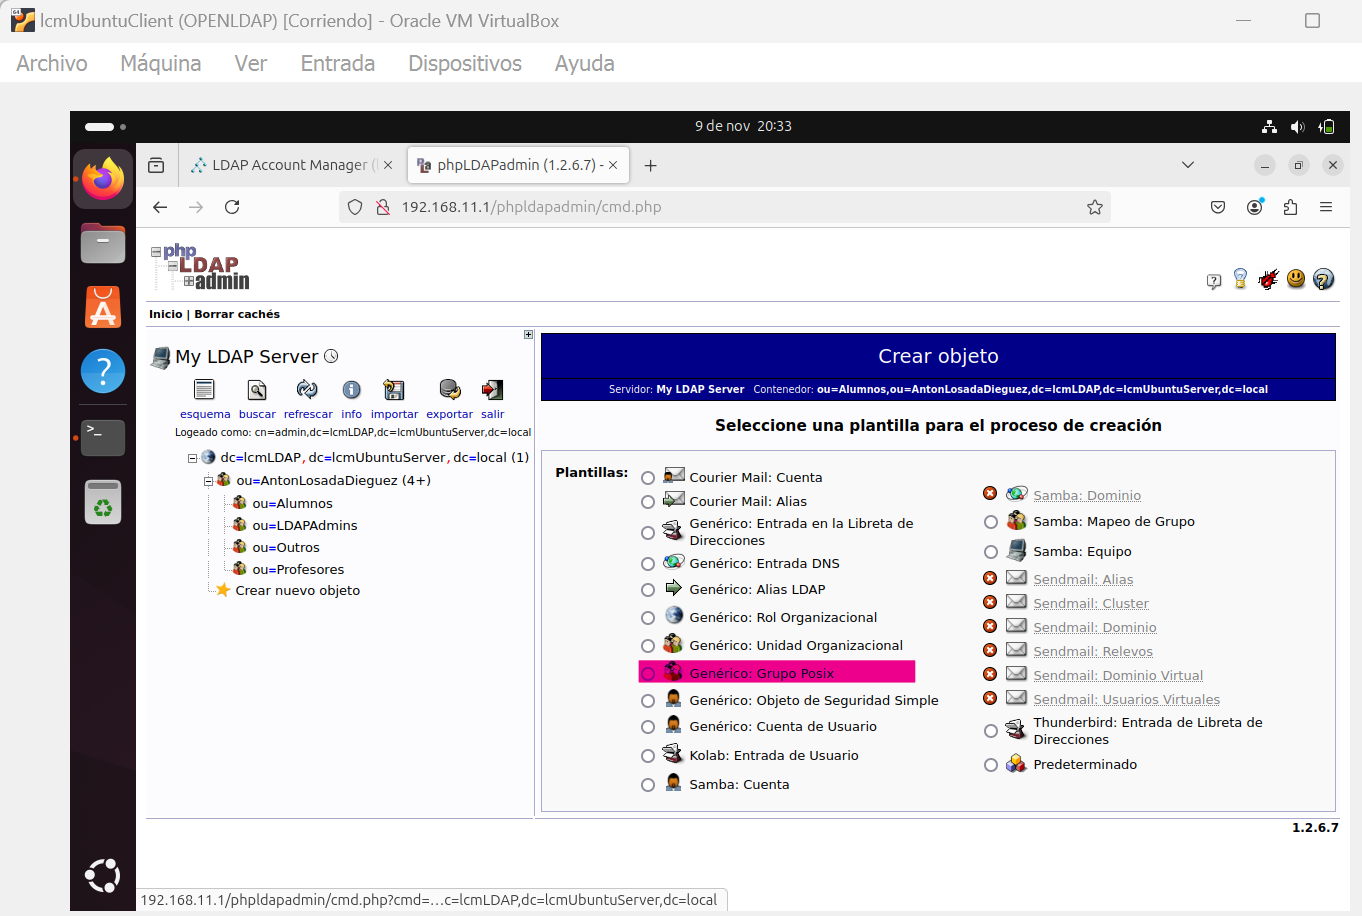 lcmUbuntuClient (OPENLDAP) [Corriendo] - Oracle VM VirtualBox
Archivo Máquina Ver Entrada Dispositivos Ayuda
9 de nov 20:33
LDAP Account Manager (
phpLDAPadmin (1.2.6.7) -
192.168.11.1/phpldapadmin/cmd.php
php
LDAP
admin
Inicio | Borrar cachés
My LDAP Server
esquema buscar refrescar info importar exportar salir
Logeado como: cn=admin,dc=lcmLDAP,dc=lcmUbuntuServer,dc=local
dc=lcmLDAP,dc=lcmUbuntuServer,dc=local (1)
ou=AntonLosadaDieguez (4+)
ou=Alumnos
ou=LDAPAdmins
ou=Outros
ou=Profesores
Crear nuevo objeto
Crear objeto
Servidor: My LDAP Server Contenedor: ou=Alumnos,ou=AntonLosadaDieguez,dc=lcmLDAP,dc=lcmUbuntuServer,dc=local
Seleccione una plantilla para el proceso de creación
Plantillas:
Courier Mail: Cuenta
Courier Mail: Alias
Genérico: Entrada en la Libreta de
Direcciones
Genérico: Entrada DNS
Genérico: Alias LDAP
Genérico: Rol Organizacional
Genérico: Unidad Organizacional
Genérico: Grupo Posix
Genérico: Objeto de Seguridad Simple
Genérico: Cuenta de Usuario
Kolab: Entrada de Usuario
Samba: Cuenta
Samba: Dominio
Samba: Mapeo de Grupo
Samba: Equipo
Sendmail: Alias
Sendmail: Cluster
Sendmail: Dominio
Sendmail: Relevos
Sendmail: Dominio Virtual
Sendmail: Usuarios Virtuales
Thunderbird: Entrada de Libreta de
Direcciones
Predeterminado
1.2.6.7
192.168.11.1/phpldapadmin/cmd.php?cmd=…c=lcmLDAP,dc=lcmUbuntuServer,dc=local